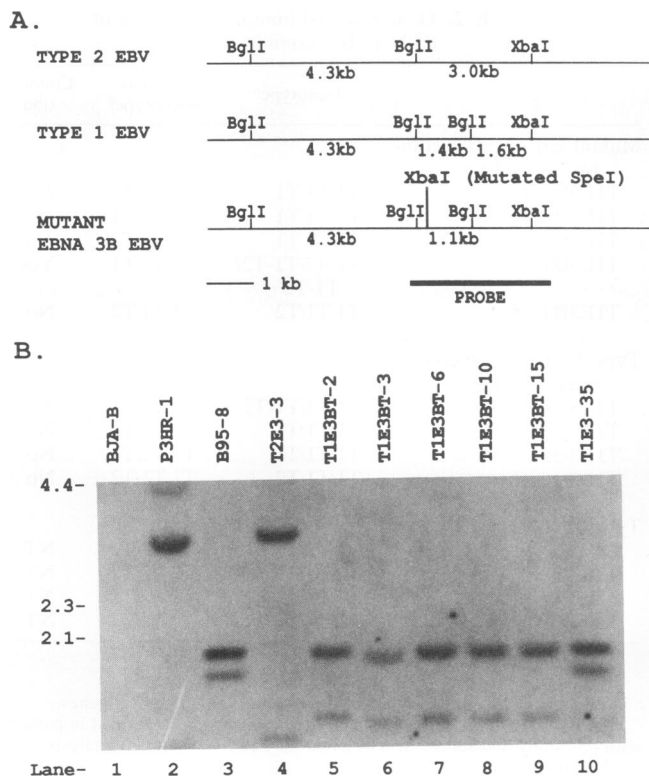 A.
BglI BglI XbaI
TYPE 2 EBV
4.3kb 3.0kb
BglI BglI BglI XbaI
TYPE 1 EBV
4.3kb 1.4kb 1.6kb
XbaI (Mutated SpeI)
MUTANT
EBNA 3B EBV
BglI BglI BglI XbaI
4.3kb 1.1kb
1 kb
PROBE
B.
BJA-B
P3HR-1
B95-8
T2E3-3
T1E3BT-2
T1E3BT-3
T1E3BT-6
T1E3BT-10
T1E3BT-15
T1E3-35
4.4-
2.3-
2.1-
Lane- 1 2 3 4 5 6 7 8 9 10